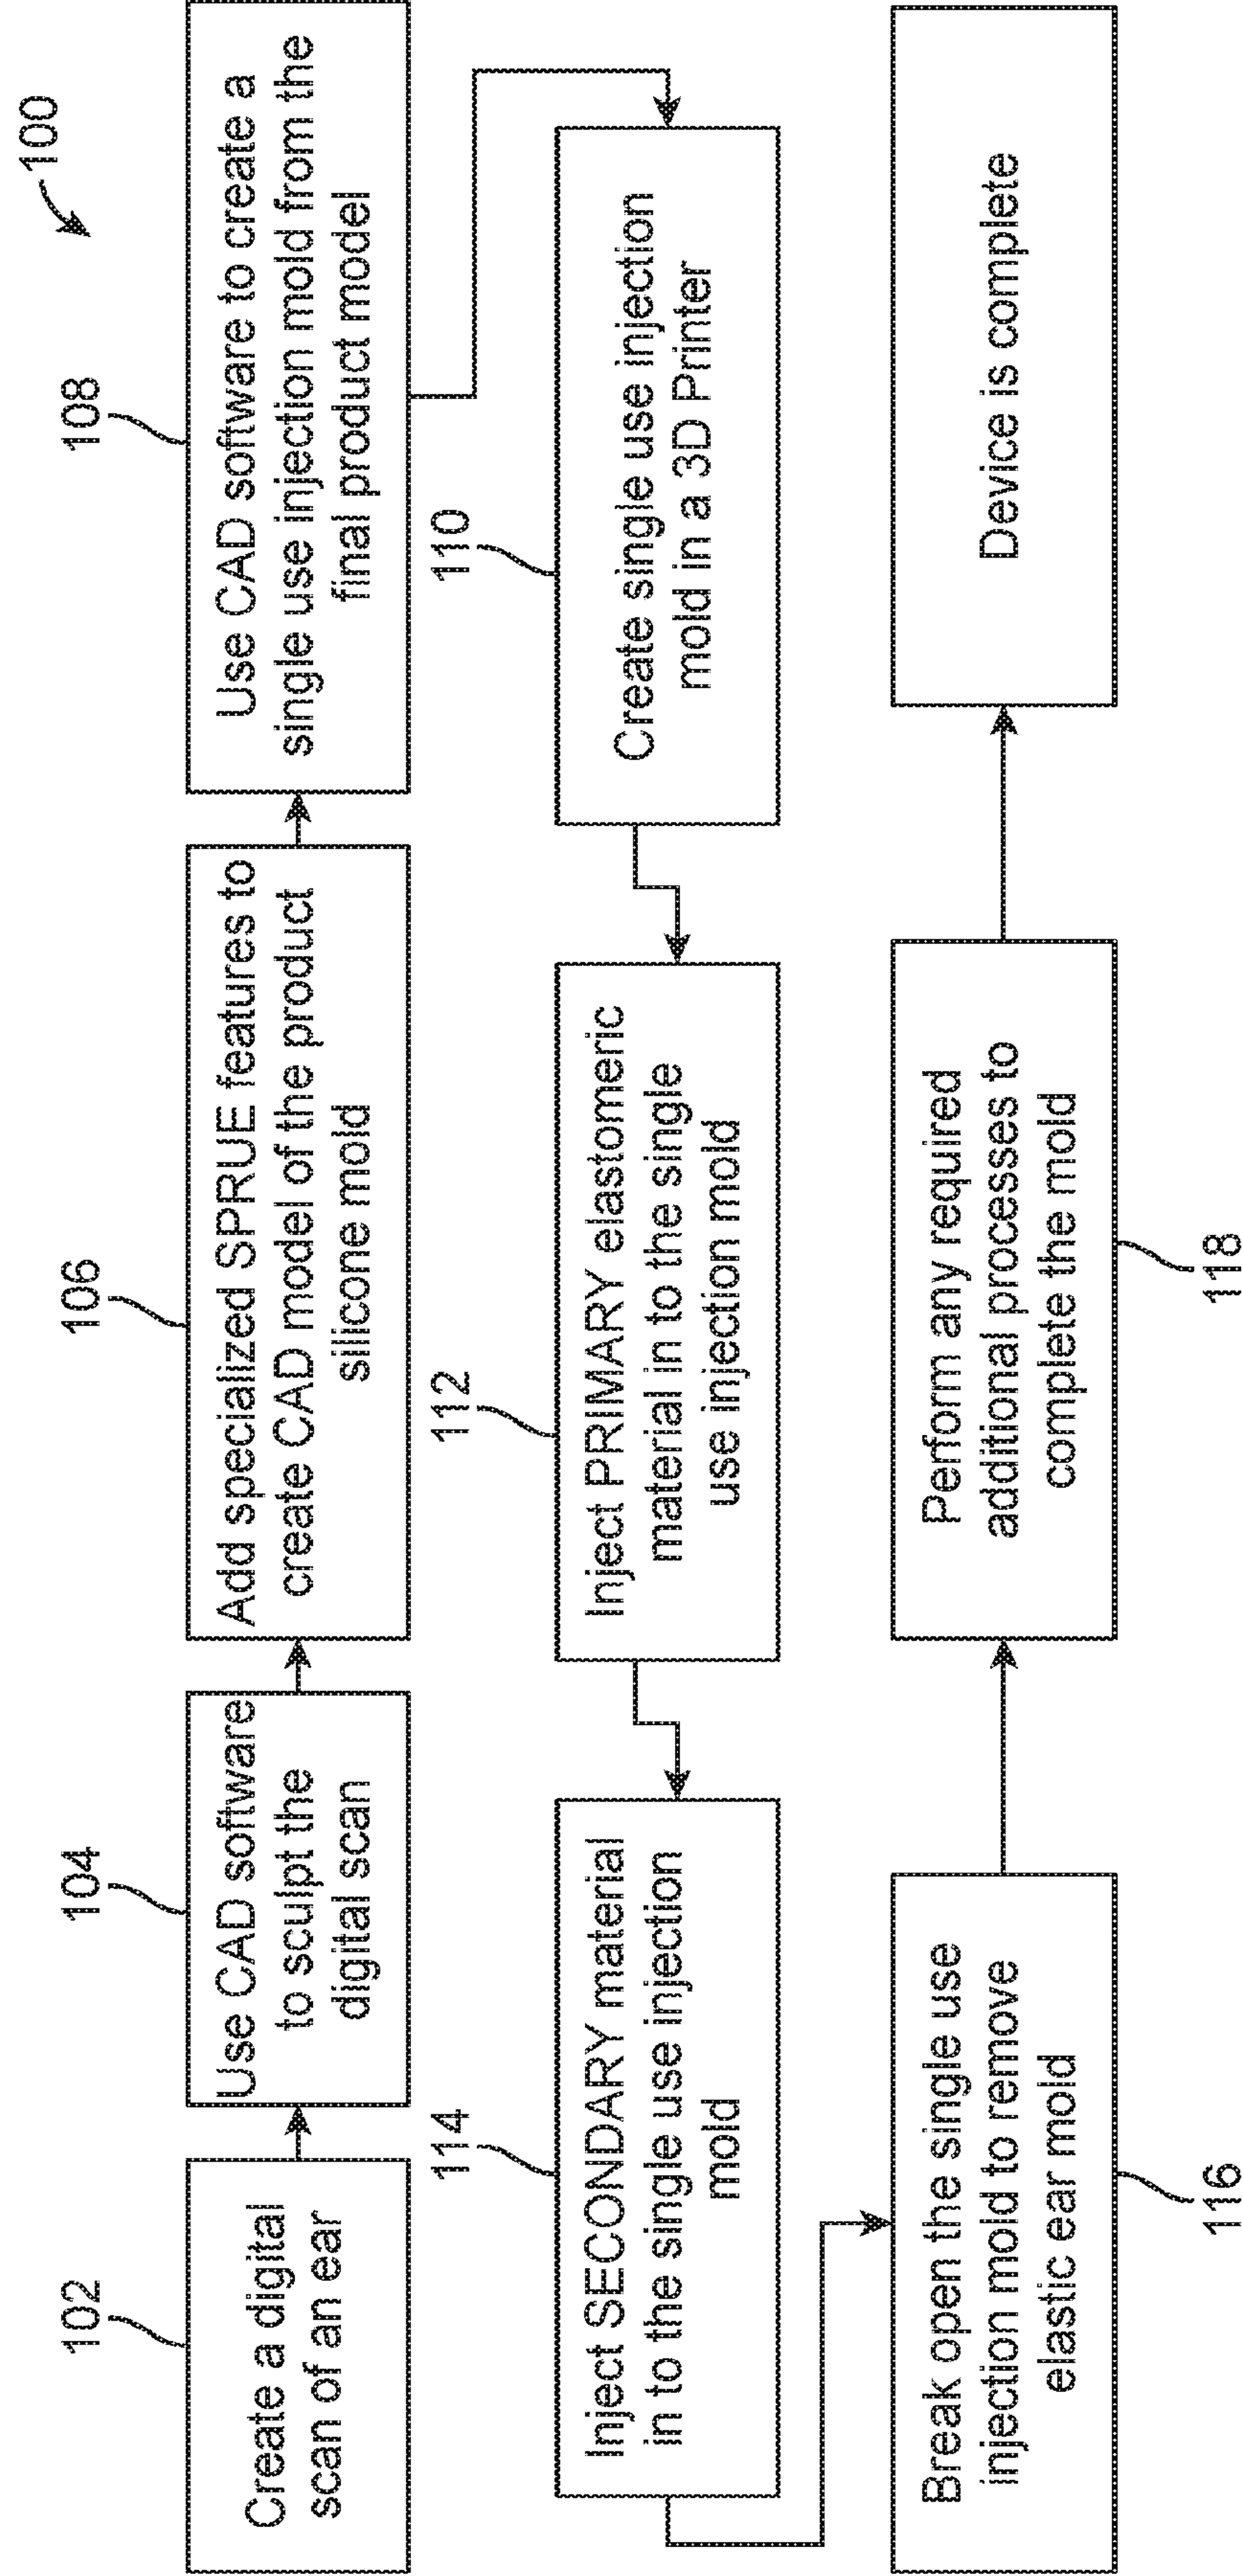 100
102
Create a digital
scan of an ear
104
Use CAD software
to sculpt the
digital scan
106
Add specialized SPRUE features to
create CAD model of the product
silicone mold
108
Use CAD software to create a
single use injection mold from the
final product model
110
Create single use injection
mold in a 3D Printer
112
Inject PRIMARY elastomeric
material in to the single
use injection mold
114
Inject SECONDARY material
in to the single use injection
mold
Break open the single use
injection mold to remove
elastic ear mold
116
Perform any required
additional processes to
complete the mold
118
Device is complete